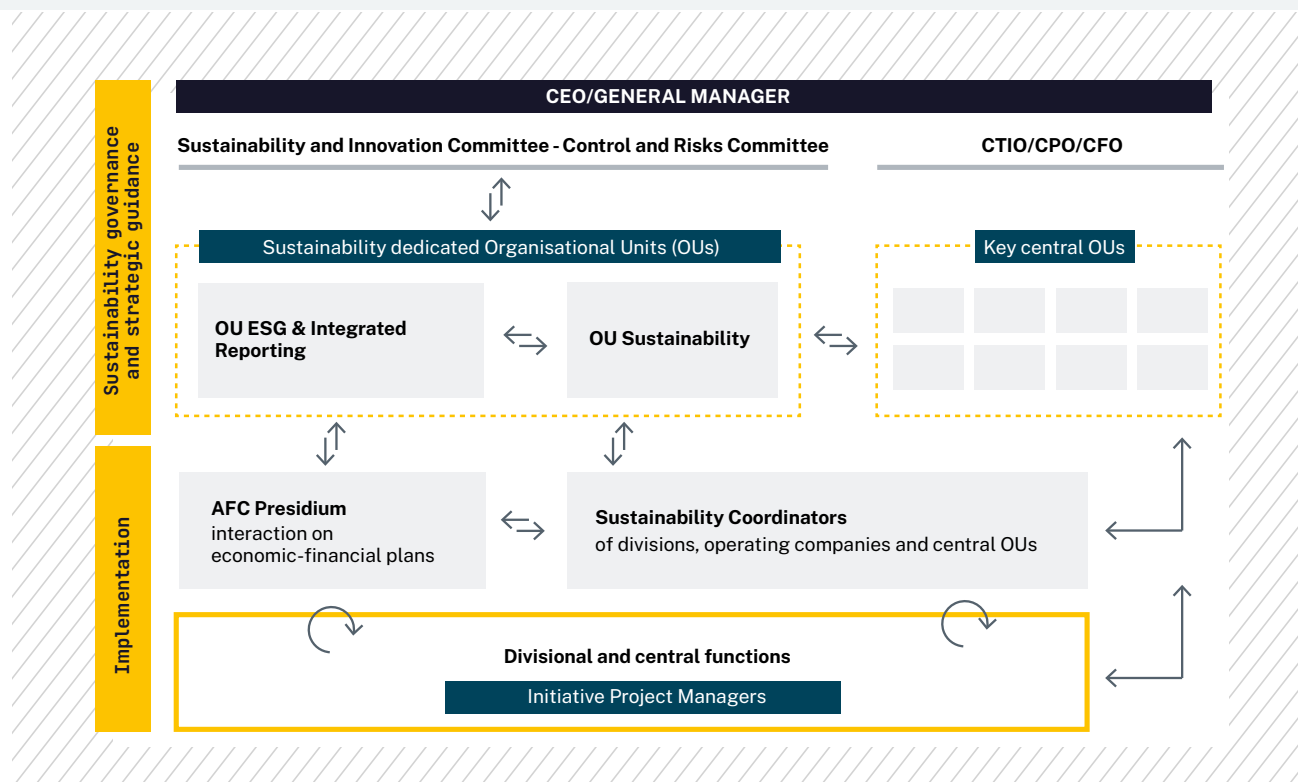 CEO/GENERAL MANAGER
Sustainability governance
and strategic guidance
Sustainability and Innovation Committee - Control and Risks Committee
CTIO/CPO/CFO
Sustainability dedicated Organisational Units (OUs)
Key central OUs
OU ESG & Integrated
Reporting
OU Sustainability
Implementation
AFC Presidium
interaction on
economic-financial plans
Sustainability Coordinators
of divisions, operating companies and central OUs
Divisional and central functions
Initiative Project Managers